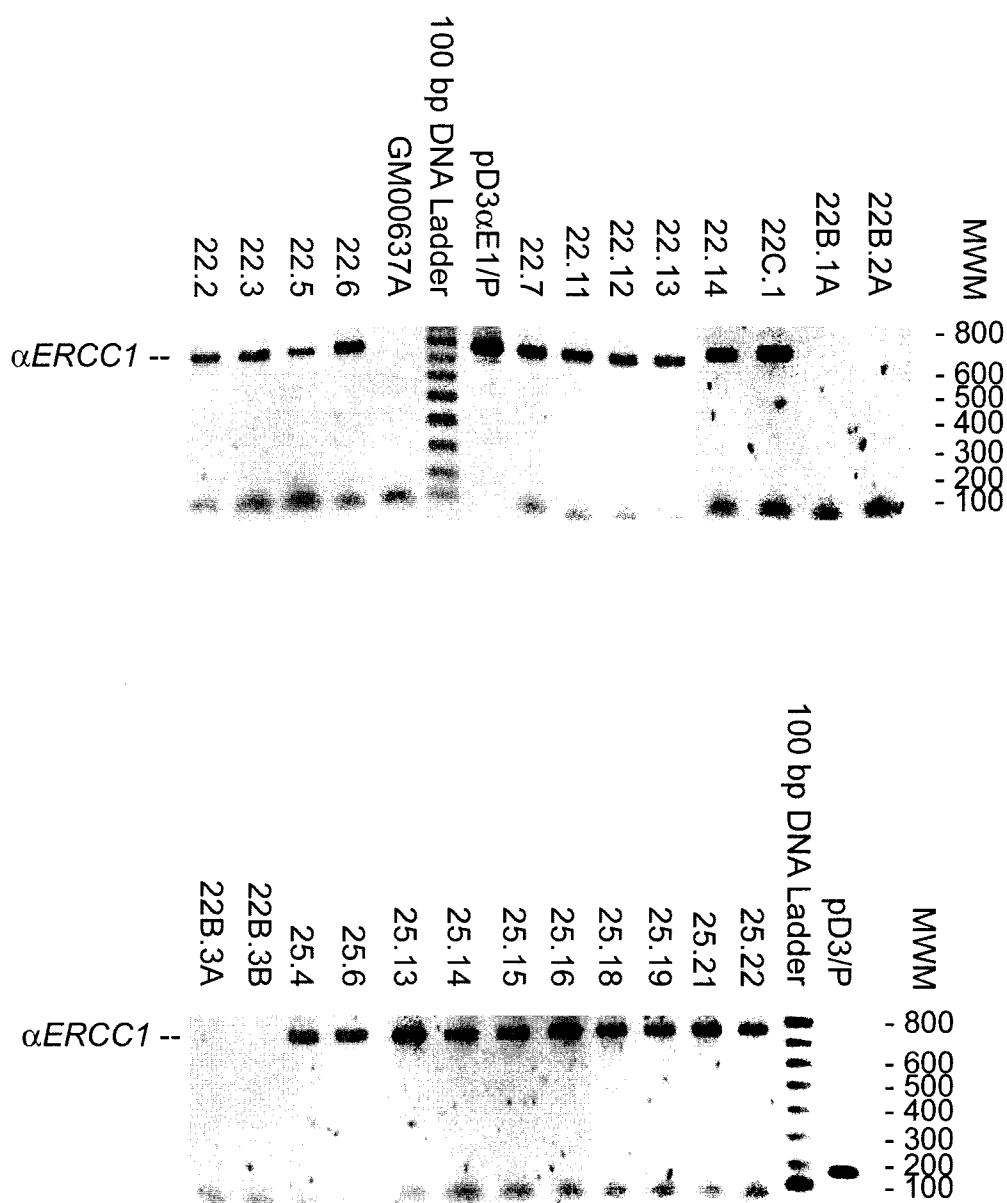 22.2
22.3
22.5
22.6
GM00637A
100 bp DNA Ladder
pD3αE1/P
22.7
22.11
22.12
22.13
22.14
22C.1
22B.1A
22B.2A
MWM
αERCC1 --
- 800
- 600
- 500
- 400
- 300
- 200
- 100
22B.3A
22B.3B
25.4
25.6
25.13
25.14
25.15
25.16
25.18
25.19
25.21
25.22
100 bp DNA Ladder
pD3/P
MWM
αERCC1 --
- 800
- 600
- 500
- 400
- 300
- 200
- 100